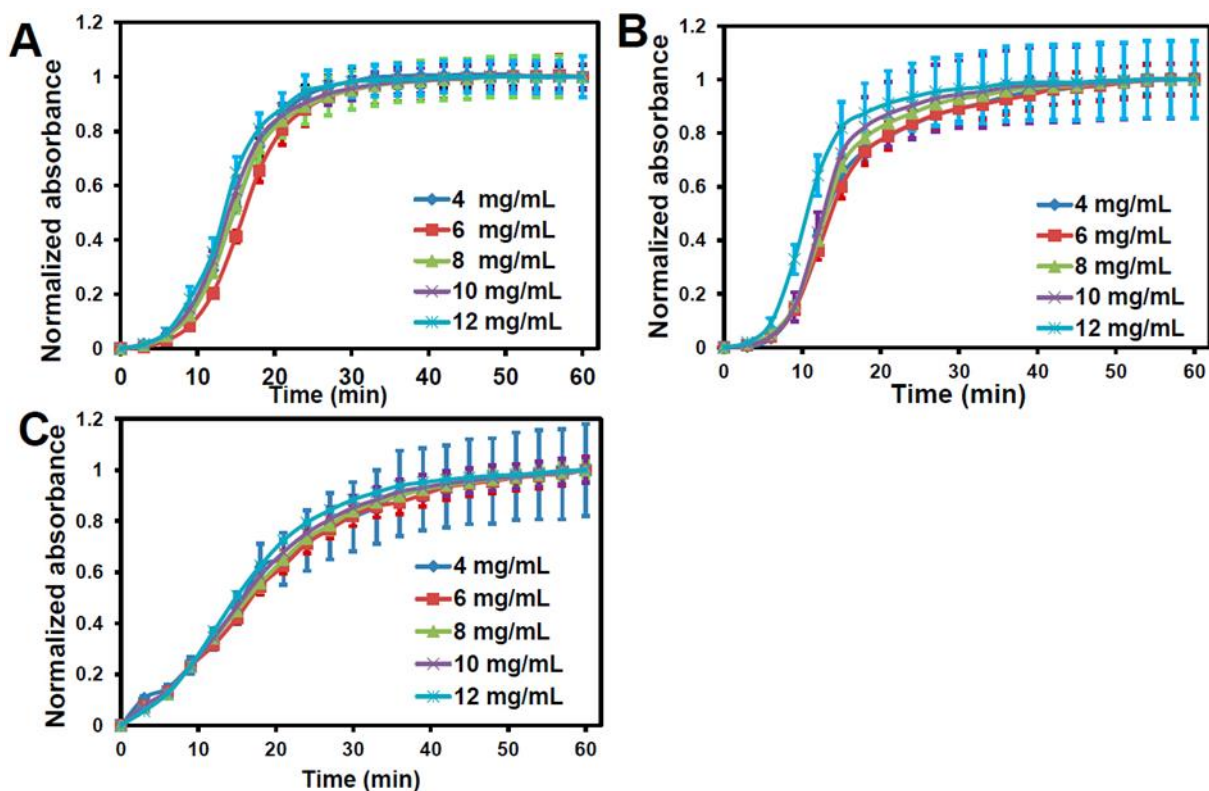 A
Normalized absorbance
1.2
1
0.8
0.6
0.4
0.2
0
4 mg/mL
6 mg/mL
8 mg/mL
10 mg/mL
12 mg/mL
0 10 20 30 40 50 60
Time (min)
B
Normalized absorbance
1.2
1
0.8
0.6
0.4
0.2
0
4 mg/mL
6 mg/mL
8 mg/mL
10 mg/mL
12 mg/mL
0 10 20 30 40 50 60
Time (min)
C
Normalized absorbance
1.2
1
0.8
0.6
0.4
0.2
0
4 mg/mL
6 mg/mL
8 mg/mL
10 mg/mL
12 mg/mL
0 10 20 30 40 50 60
Time (min)